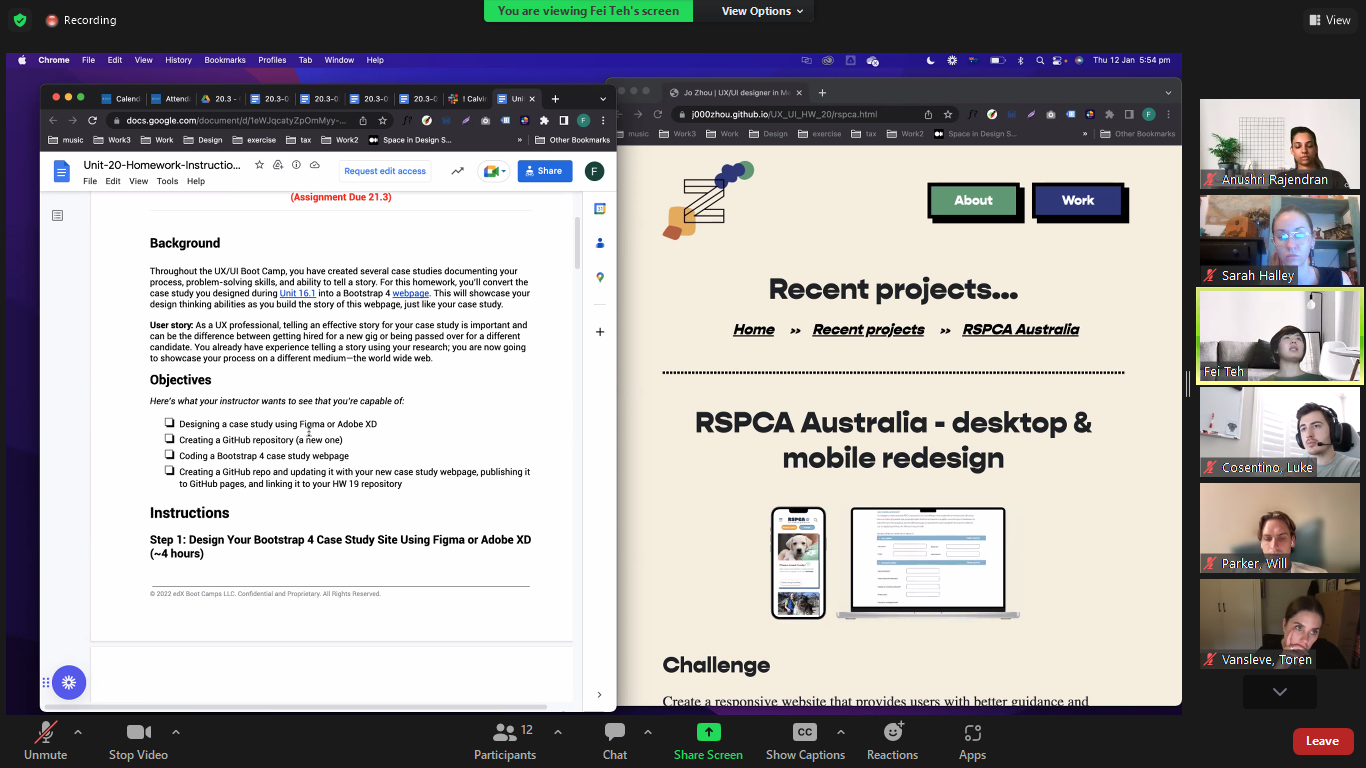 Recording
You are viewing Fei Teh's screen
View Options
View
Chrome File Edit View History Bookmarks Profiles Tab Window Help
Thu 12 Jan 5:54 pm
Calend
Attend
20.3 -
20.3-0
20.3-0
20.3-0
20.3-0
Calvin
Uni
docs.google.com/document/d/1eWJqcatyZpOmMyy-...
music Work3 Work Design exercise tax Work2 Space in Design S... » Other Bookmarks
Unit-20-Homework-Instructio...
File Edit View Tools Help
Request edit access
Share
F
(Assignment Due 21.3)
Background
Throughout the UX/UI Boot Camp, you have created several case studies documenting your
process, problem-solving skills, and ability to tell a story. For this homework, you'll convert the
case study you designed during Unit 16.1 into a Bootstrap 4 webpage. This will showcase your
design thinking abilities as you build the story of this webpage, just like your case study.
User story: As a UX professional, telling an effective story for your case study is important and
can be the difference between getting hired for a new gig or being passed over for a different
candidate. You already have experience telling a story using your research; you are now going
to showcase your process on a different medium—the world wide web.
Objectives
Here's what your instructor wants to see that you're capable of:
Designing a case study using Figma or Adobe XD
Creating a GitHub repository (a new one)
Coding a Bootstrap 4 case study webpage
Creating a GitHub repo and updating it with your new case study webpage, publishing it
to GitHub pages, and linking it to your HW 19 repository
Instructions
Step 1: Design Your Bootstrap 4 Case Study Site Using Figma or Adobe XD
(~4 hours)
© 2022 edX Boot Camps LLC. Confidential and Proprietary. All Rights Reserved.
Jo Zhou | UX/UI designer in Me
j000zhou.github.io/UX_UI_HW_20/rspca.html
music Work3 Work Design exercise tax Work2 Space in Design S... » Other Bookmarks
About
Work
Recent projects...
Home » Recent projects » RSPCA Australia
RSPCA Australia - desktop &
mobile redesign
RSPCA
Challenge
Create a responsive website that provides users with better guidance and
Anushri Rajendran
Sarah Halley
Fei Teh
Cosentino, Luke
Parker, Will
Vansleve, Toren
Unmute
Stop Video
Participants
12
Chat
Share Screen
CC
Show Captions
Reactions
Apps
Leave